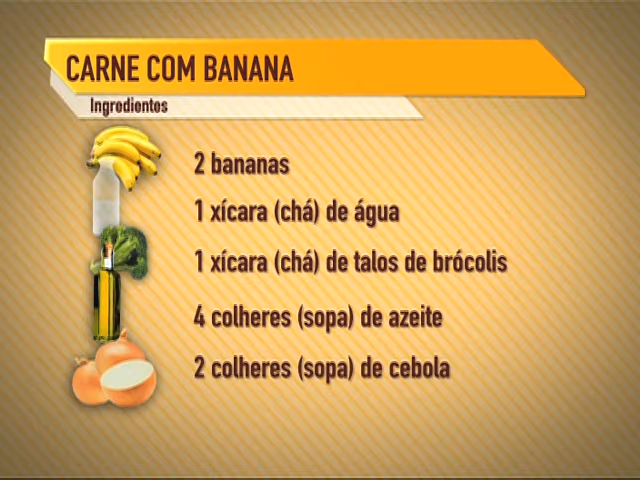 CARNE COM BANANA
Ingredientes
2 bananas
1 xícara (chá) de água
1 xícara (chá) de talos de brócolis
4 colheres (sopa) de azeite
2 colheres (sopa) de cebola